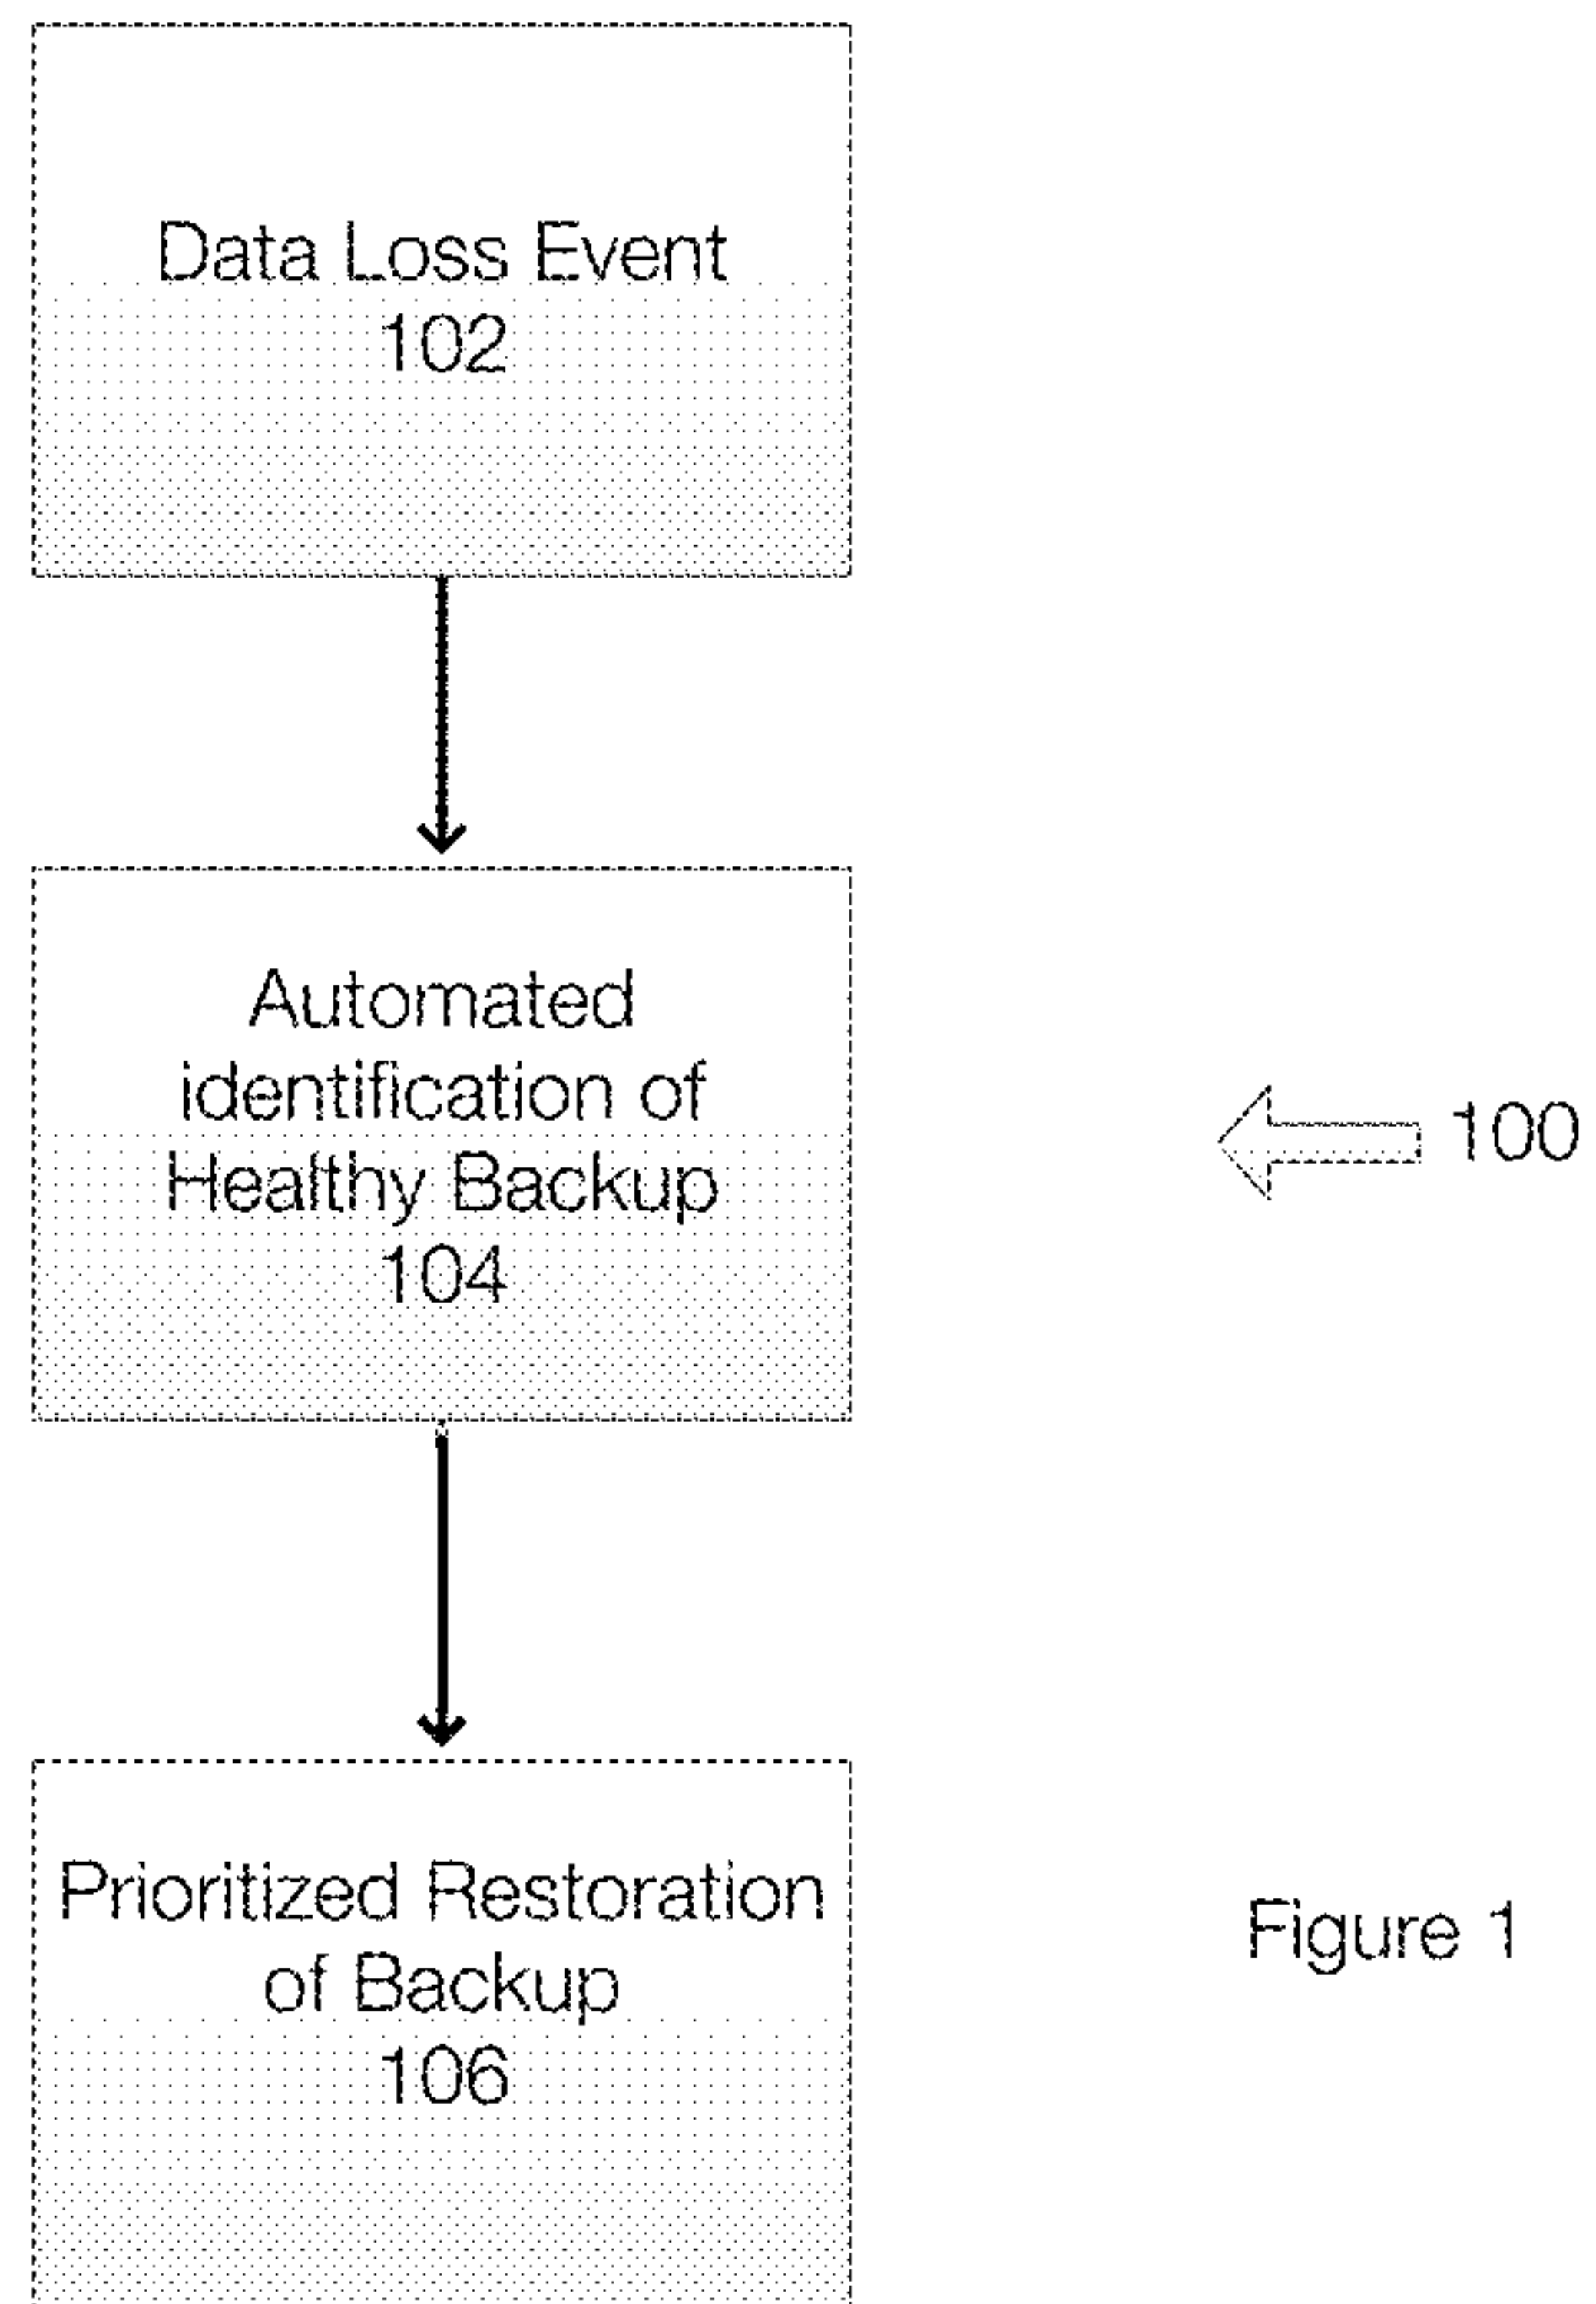 Data Loss Event
102
Automated
identification of
Healthy Backup
104
100
Prioritized Restoration
of Backup
106
Figure 1